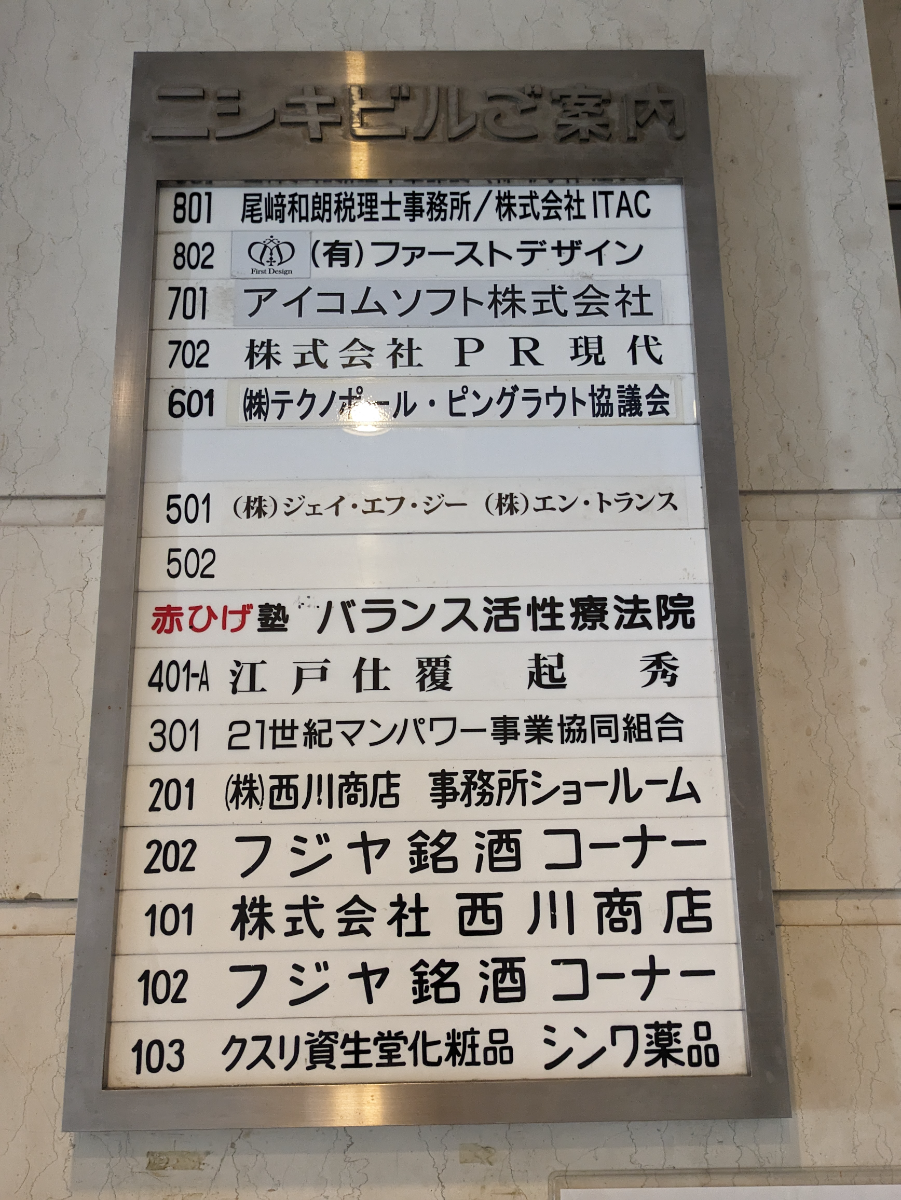 ニシキビルご案内
801 尾﨑和朗税理士事務所/株式会社ITAC
802 First Design (有)ファーストデザイン
701 アイコムソフト株式会社
702 株式会社 PR現代
601 ㈱テクノポール・ピングラウト協議会
501 (株)ジェイ・エフ・ジー (株)エン・トランス
502
赤ひげ塾 バランス活性療法院
401-A 江戸仕覆 起秀
301 21世紀マンパワー事業協同組合
201 (株)西川商店 事務所ショールーム
202 フジヤ銘酒コーナー
101 株式会社 西川商店
102 フジヤ銘酒コーナー
103 クスリ資生堂化粧品 シンワ薬品